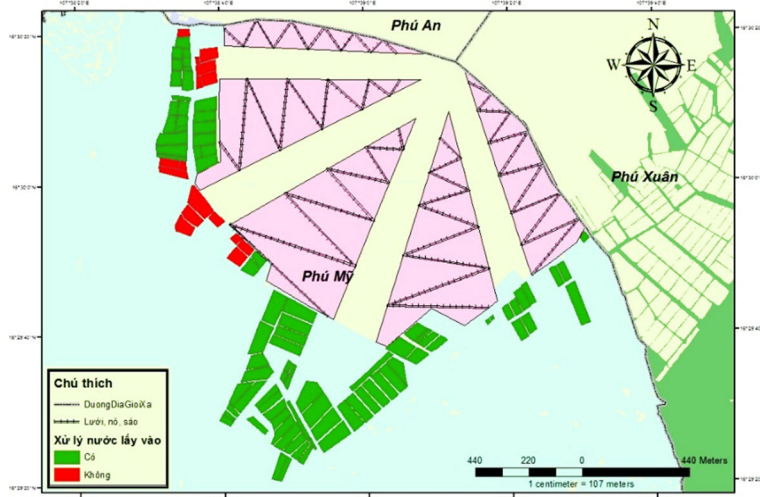 Phú An
N
W E
S
Phú Xuân
Phú Mỹ
Chú thích
DuongDiaGioiXa
Lưới, nò, sáo
Xử lý nước lấy vào
Có
Không
440 220 0 440 Meters
1 centimeter = 107 meters